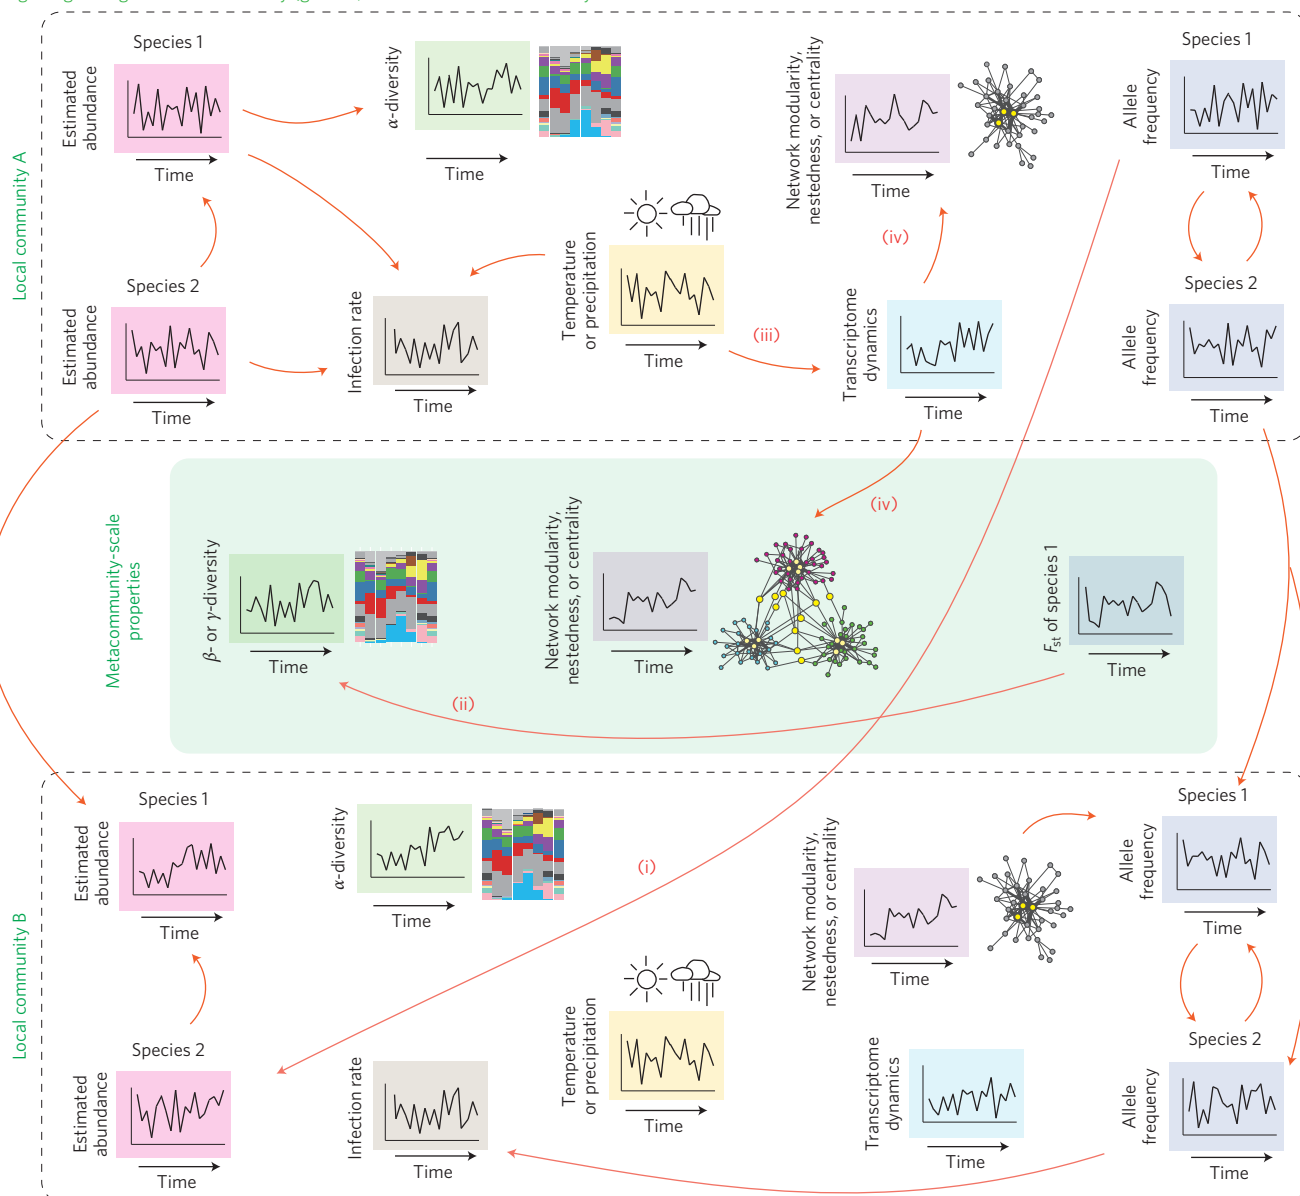 Local community A
Species 1
Estimated
abundance
Time
α-diversity
Time
Network modularity,
nestedness, or centrality
Time
Species 1
Allele
frequency
Time
(iv)
Species 2
Estimated
abundance
Time
Infection rate
Time
Temperature
or precipitation
Time
(iii)
Transcriptome
dynamics
Time
Species 2
Allele
frequency
Time
Metacommunity-scale
properties
β- or γ-diversity
Time
Network modularity,
nestedness, or centrality
Time
(iv)
Fst of species 1
Time
(ii)
Local community B
Species 1
Estimated
abundance
Time
α-diversity
Time
(i)
Network modularity,
nestedness, or centrality
Time
Species 1
Allele
frequency
Time
Species 2
Estimated
abundance
Time
Infection rate
Time
Temperature
or precipitation
Time
Transcriptome
dynamics
Time
Species 2
Allele
frequency
Time